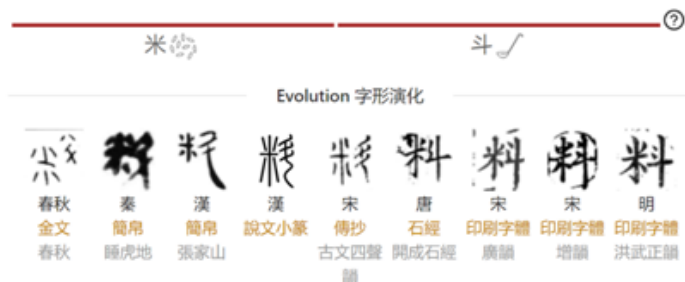 ?
米 斗
Evolution 字形演化
春秋 秦 漢 漢 宋 唐 宋 宋 明
金文 簡帛 簡帛 說文小篆 傳抄 石經 印刷字體 印刷字體 印刷字體
春秋 睡虎地 張家山 古文四聲韻 開成石經 廣韻 增韻 洪武正韻